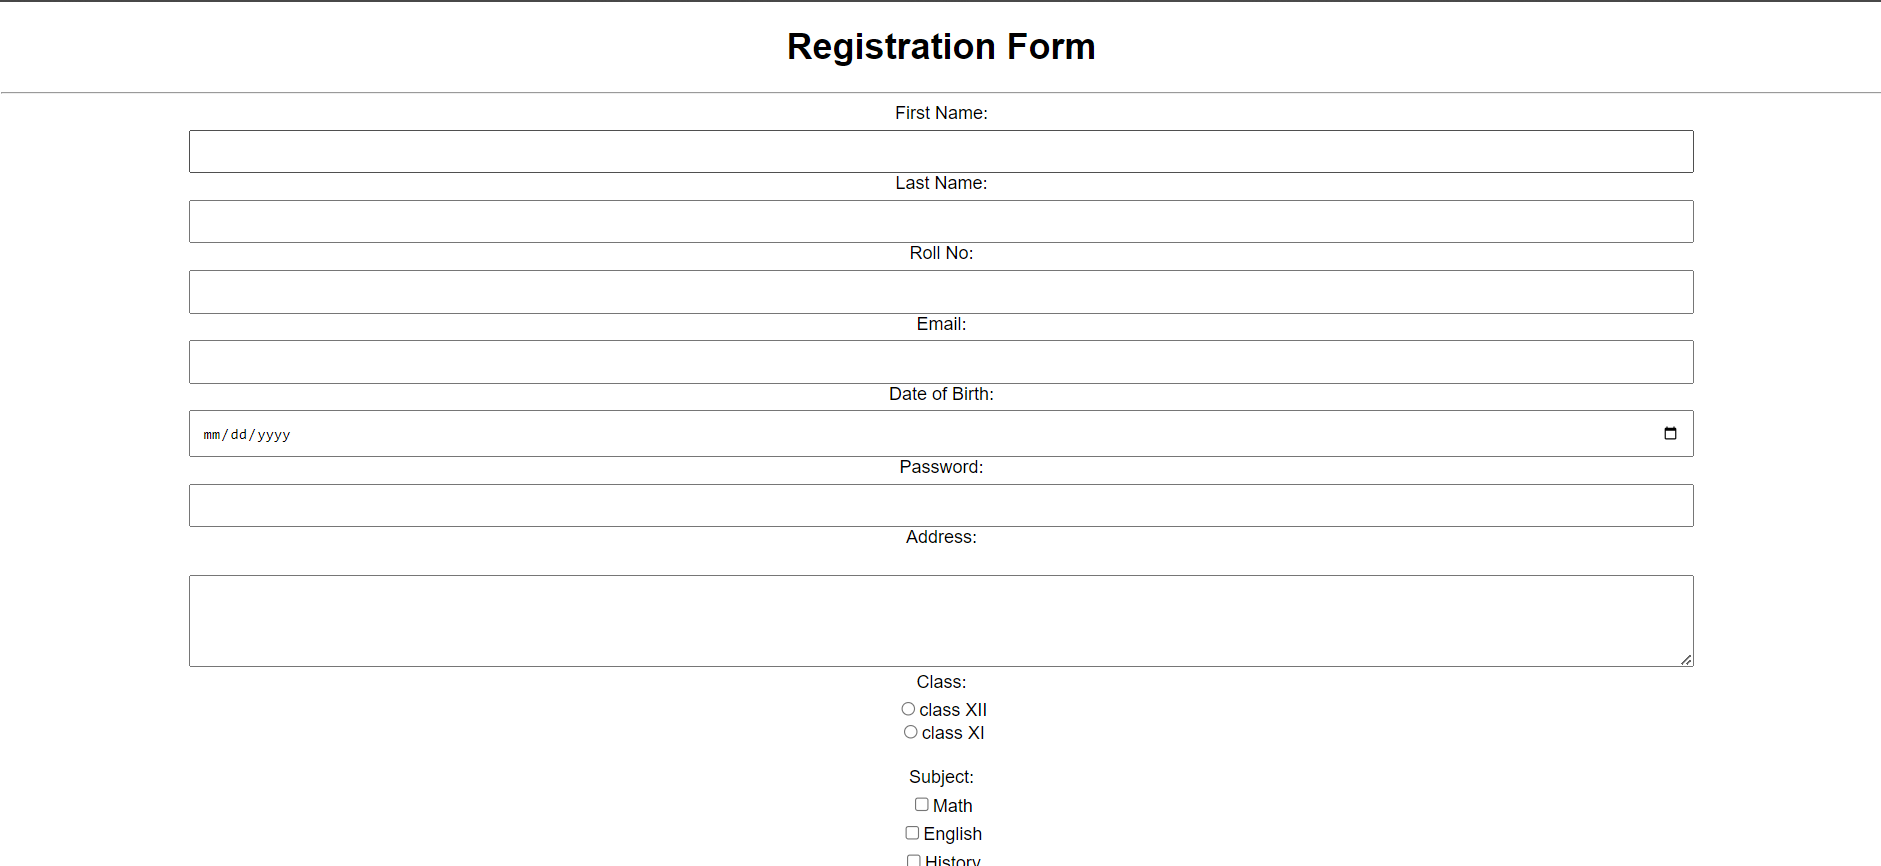 Registration Form
First Name:
Last Name:
Roll No:
Email:
Date of Birth:
mm/dd/yyyy
Password:
Address:
Class:
class XII
class XI
Subject:
Math
English
History